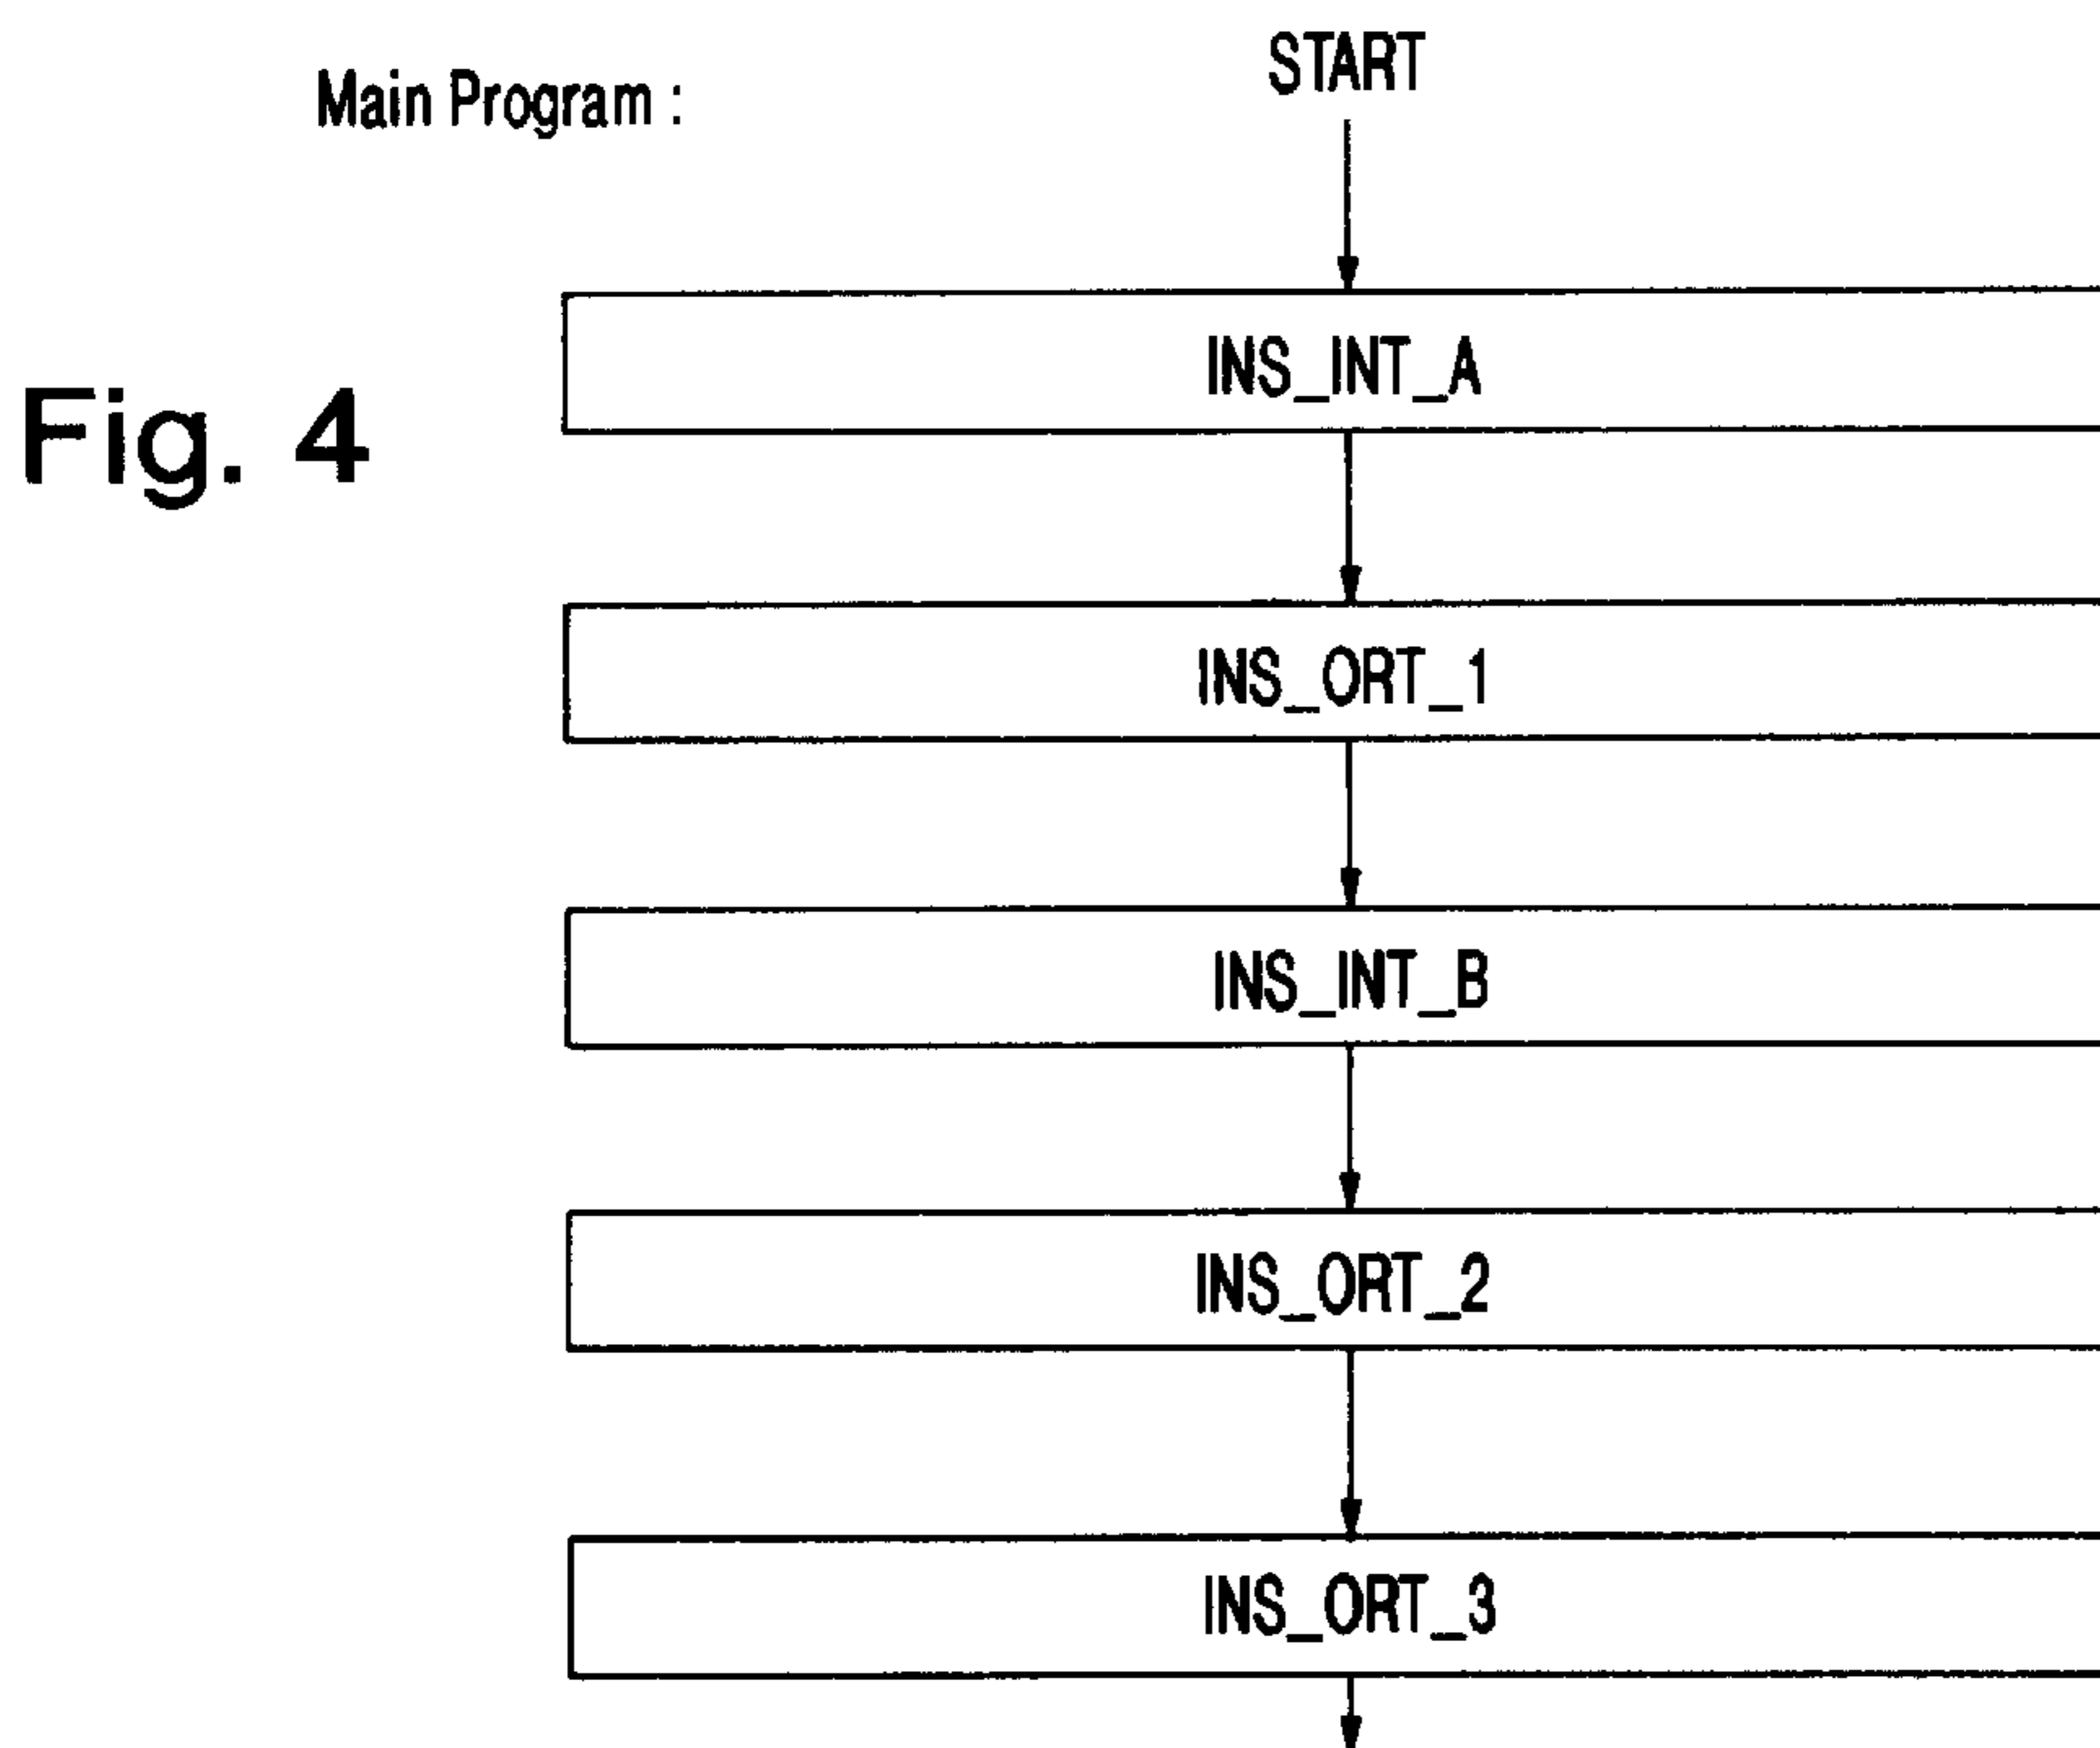 START
Main Program :
INS_INT_A
Fig. 4
INS_ORT_1
INS_INT_B
INS_ORT_2
INS_ORT_3